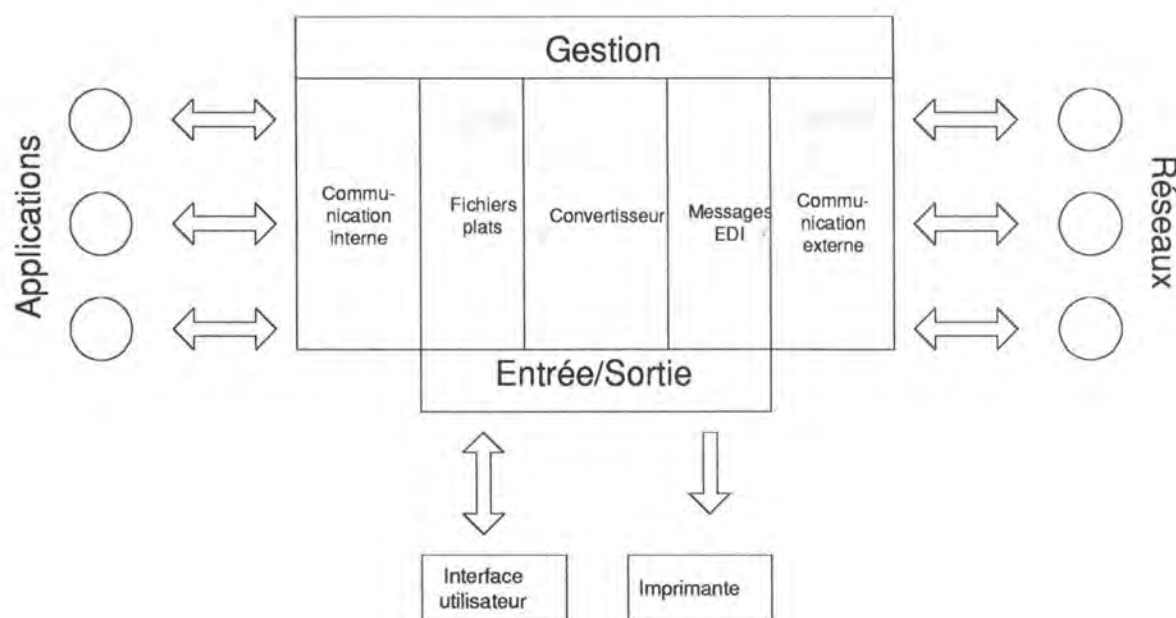 Gestion
Applications
Commu-
nication
interne
Fichiers
plats
Convertisseur
Messages
EDI
Commu-
nication
externe
Réseaux
Entrée/Sortie
Interface
utilisateur
Imprimante